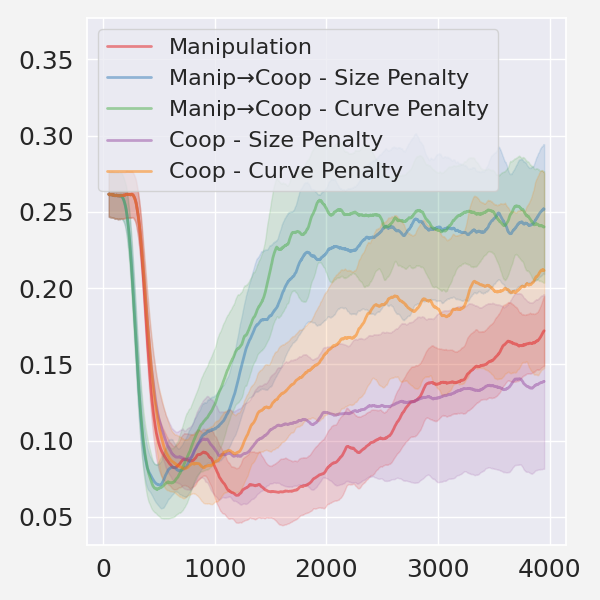 0.35
0.30
0.25
0.20
0.15
0.10
0.05
Manipulation
Manip→Coop - Size Penalty
Manip→Coop - Curve Penalty
Coop - Size Penalty
Coop - Curve Penalty
0 1000 2000 3000 4000